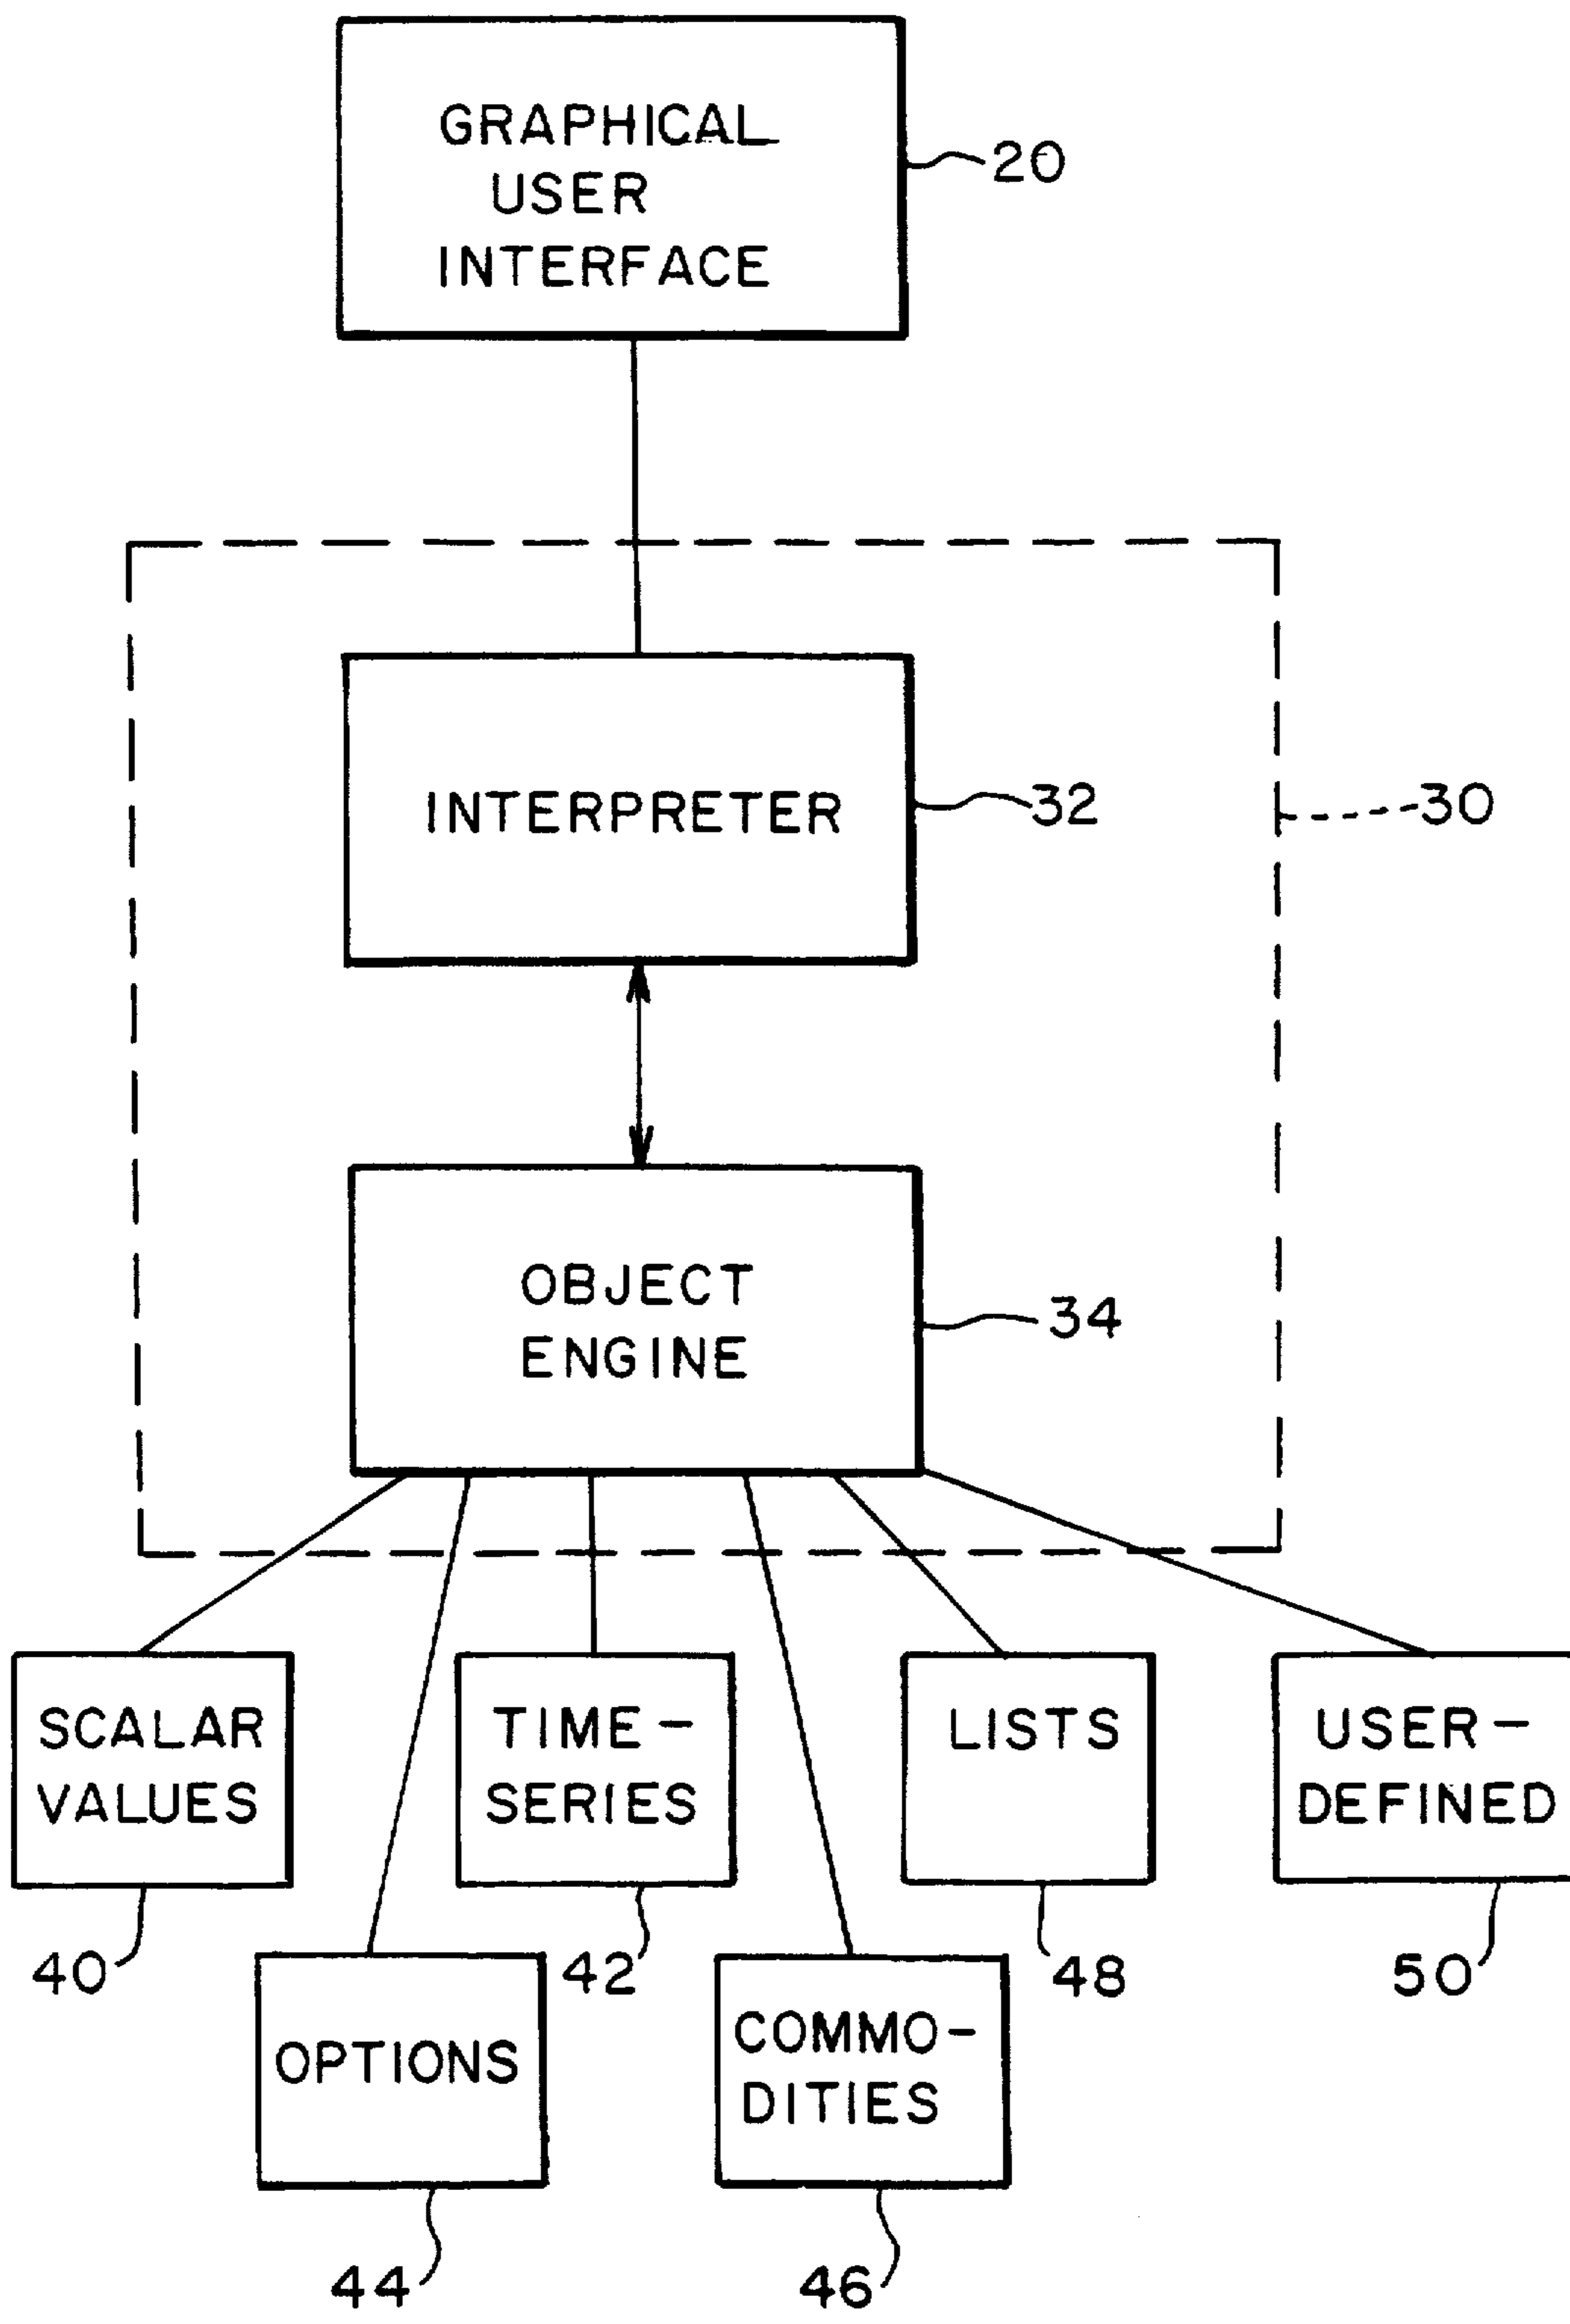 GRAPHICAL
USER
INTERFACE
20
INTERPRETER
32
30
OBJECT
ENGINE
34
SCALAR
VALUES
40
TIME-
SERIES
42
LISTS
48
USER-
DEFINED
50
OPTIONS
44
COMMO-
DITIES
46